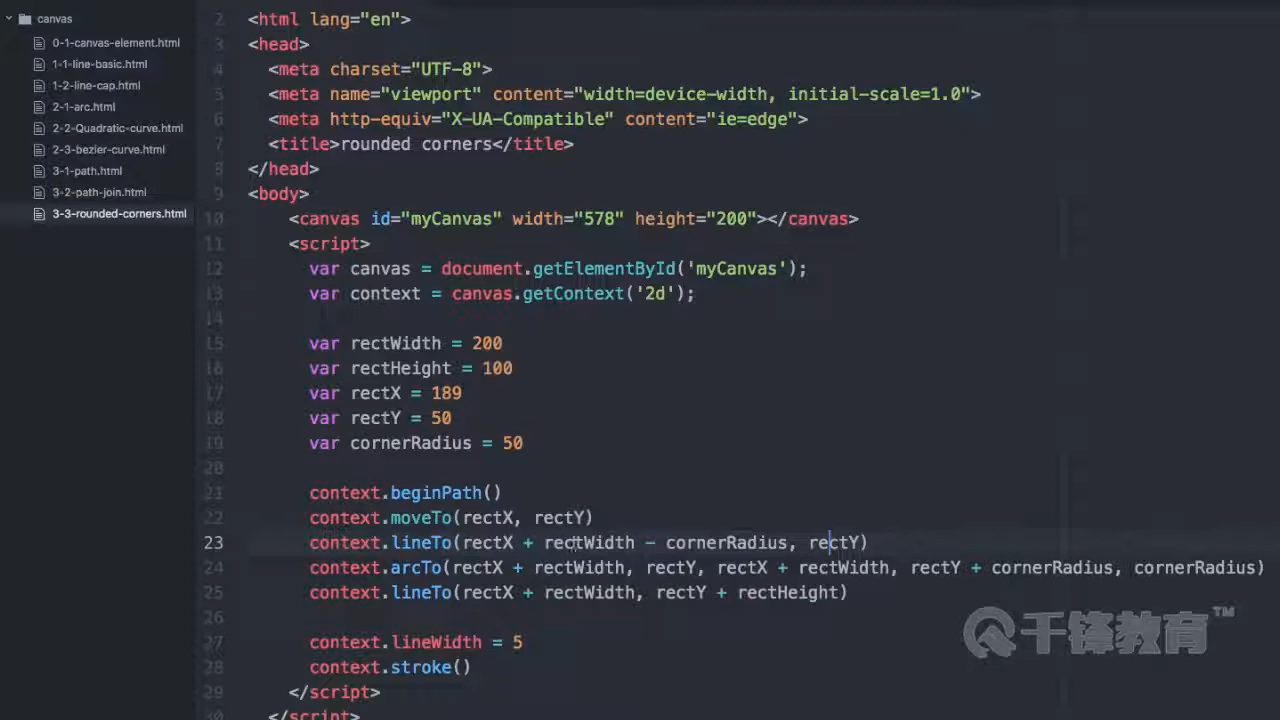 canvas
0-1-canvas-element.html
1-1-line-basic.html
1-2-line-cap.html
2-1-arc.html
2-2-Quadratic-curve.html
2-3-bezier-curve.html
3-1-path.html
3-2-path-join.html
3-3-rounded-corners.html
2 <html lang="en">
3 <head>
4 <meta charset="UTF-8">
5 <meta name="viewport" content="width=device-width, initial-scale=1.0">
6 <meta http-equiv="X-UA-Compatible" content="ie=edge">
7 <title>rounded corners</title>
8 </head>
9 <body>
10 <canvas id="myCanvas" width="578" height="200"></canvas>
11 <script>
12 var canvas = document.getElementById('myCanvas');
13 var context = canvas.getContext('2d');
14
15 var rectWidth = 200
16 var rectHeight = 100
17 var rectX = 189
18 var rectY = 50
19 var cornerRadius = 50
20
21 context.beginPath()
22 context.moveTo(rectX, rectY)
23 context.lineTo(rectX + rectWidth - cornerRadius, rectY)
24 context.arcTo(rectX + rectWidth, rectY, rectX + rectWidth, rectY + cornerRadius, cornerRadius)
25 context.lineTo(rectX + rectWidth, rectY + rectHeight)
26
27 context.lineWidth = 5
28 context.stroke()
29 </script>
30 </script>
千锋教育™